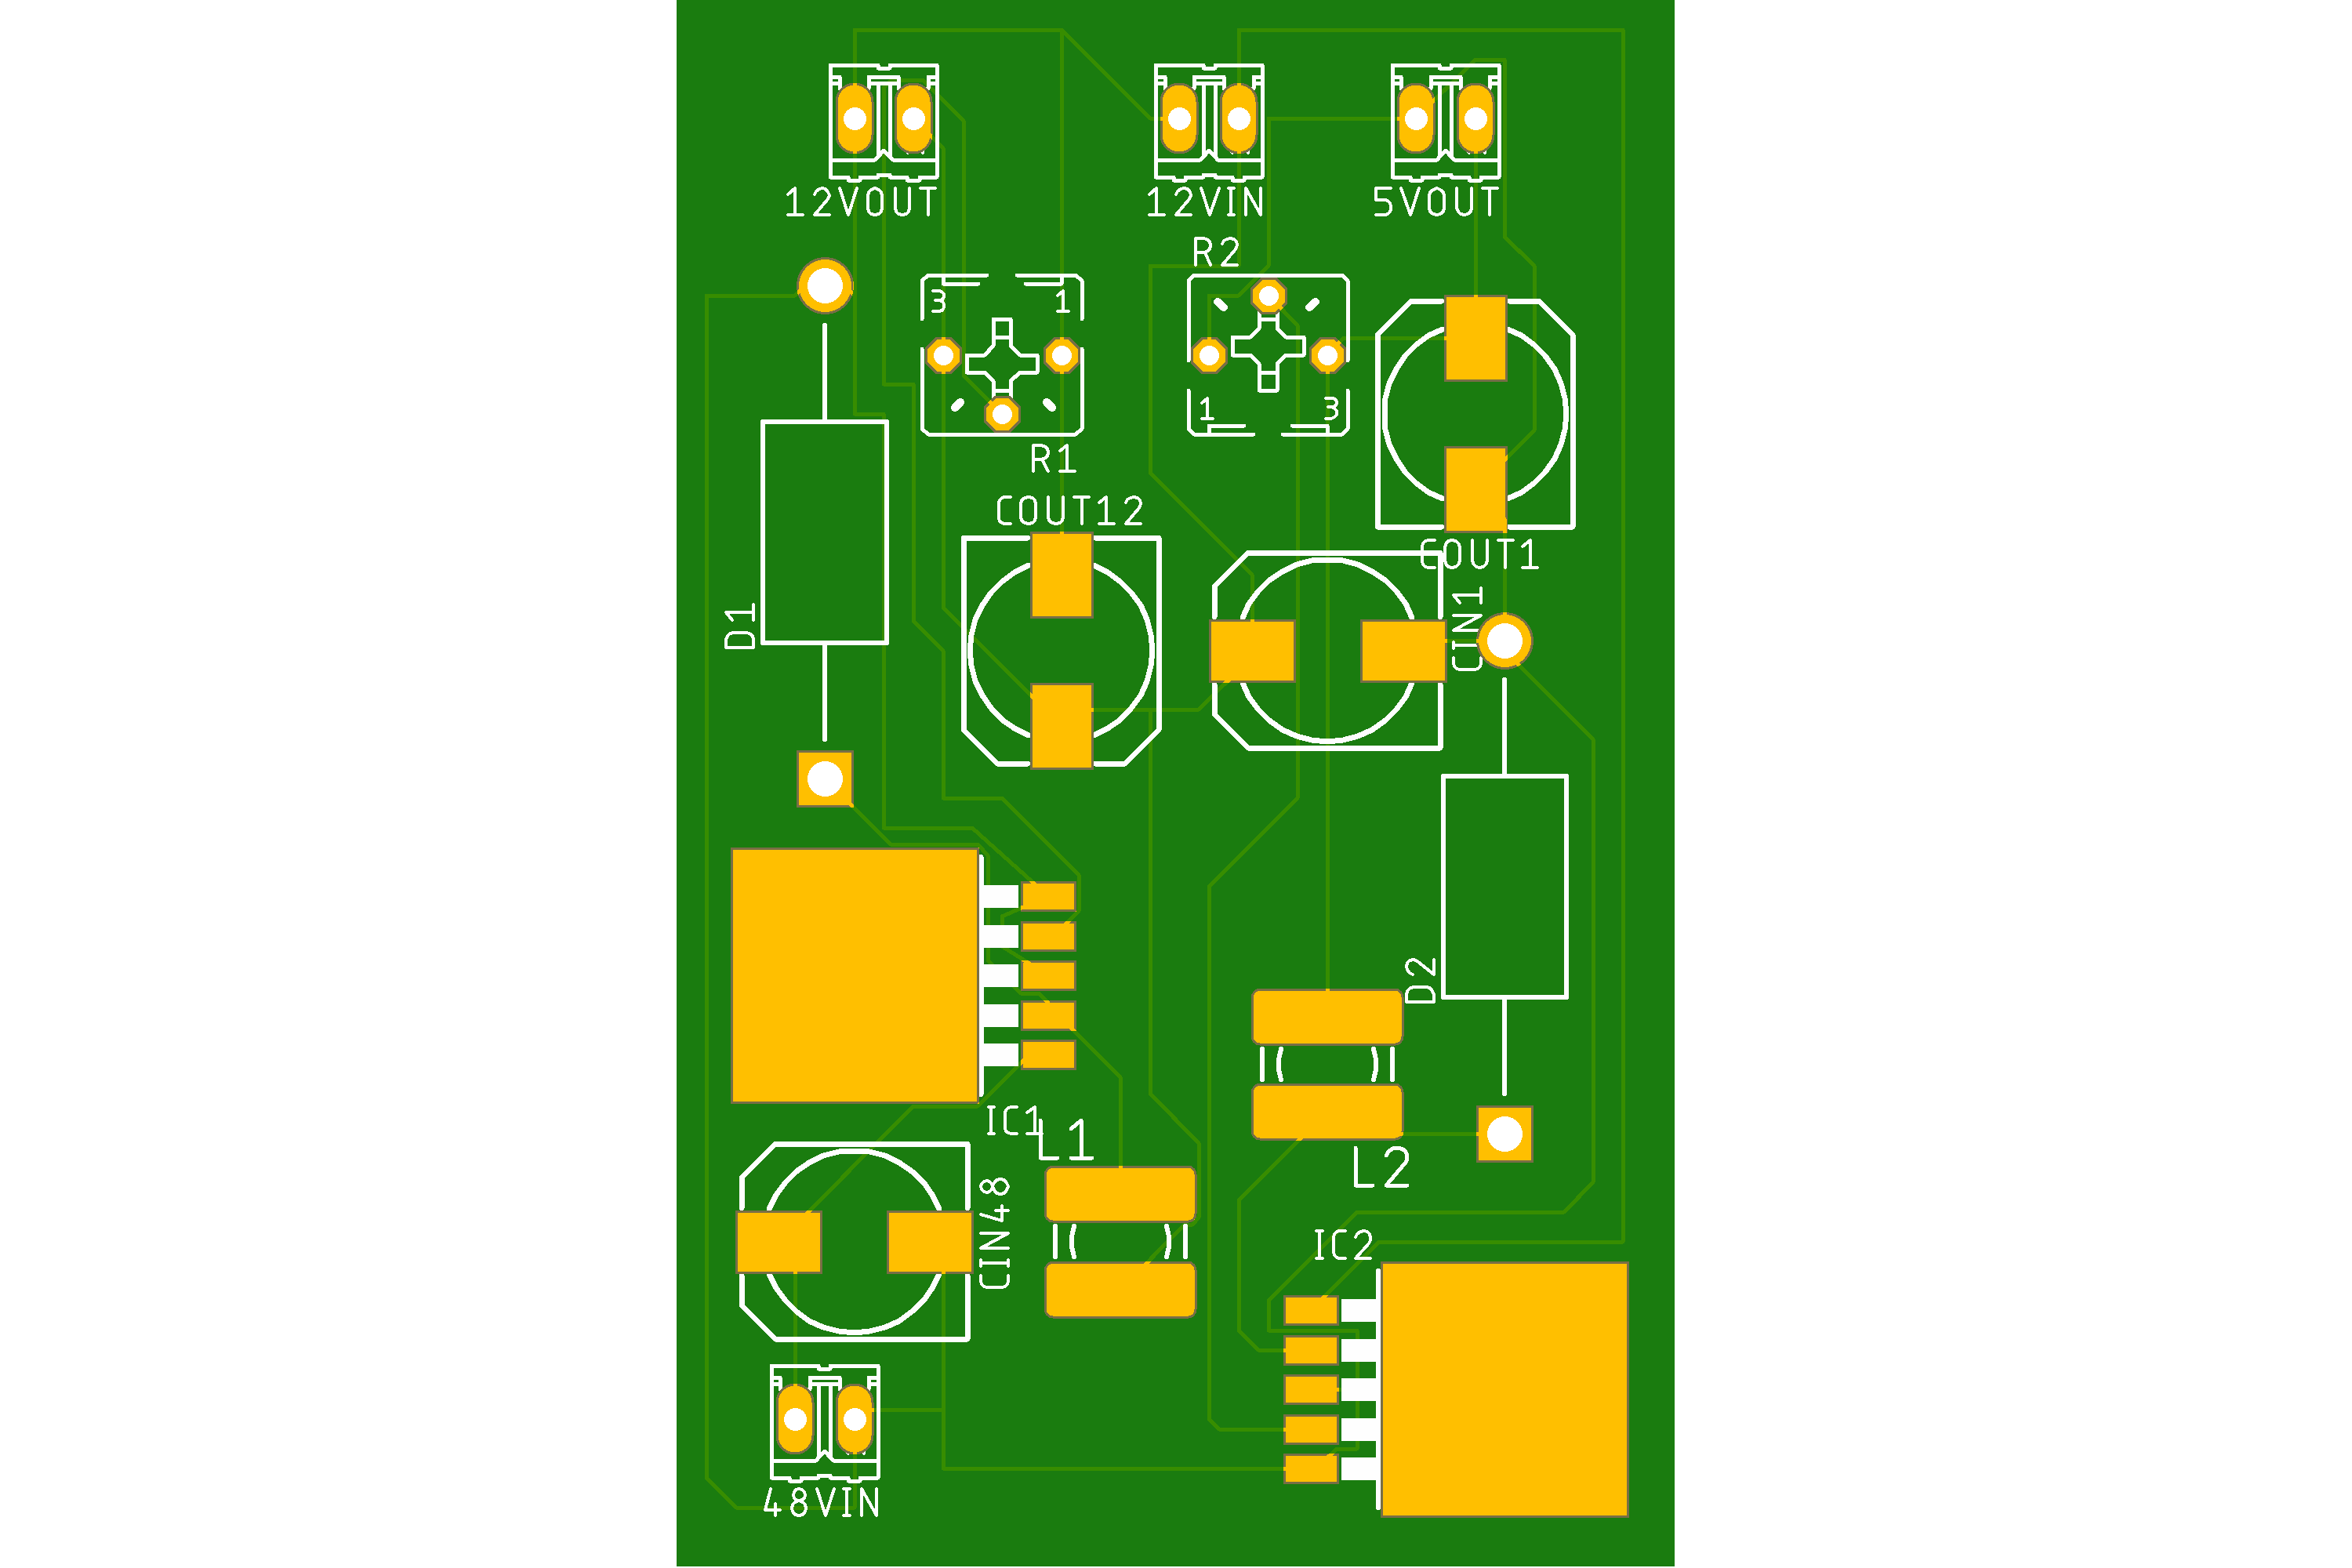 12VOUT
12VIN
5VOUT
R2
3
1
R1
1
3
COUT12
COUT1
CIN1
D1
D2
IC1
L1
L2
CIN48
IC2
48VIN